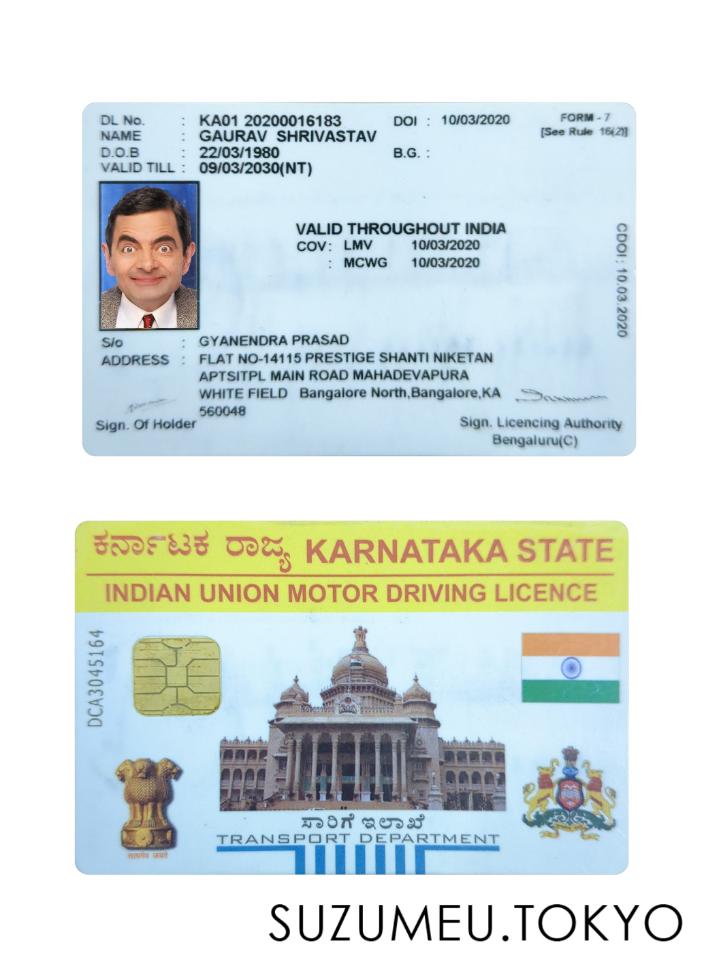 DL No. : KA01 20200016183 DOI : 10/03/2020 FORM - 7
NAME : GAURAV SHRIVASTAV [See Rule 16(2)]
D.O.B : 22/03/1980 B.G. :
VALID TILL : 09/03/2030(NT)
VALID THROUGHOUT INDIA
COV: LMV 10/03/2020
: MCWG 10/03/2020
CDOI: 10.03.2020
S/o : GYANENDRA PRASAD
ADDRESS : FLAT NO-14115 PRESTIGE SHANTI NIKETAN
APTSITPL MAIN ROAD MAHADEVAPURA
WHITE FIELD Bangalore North,Bangalore,KA
560048
Sign. Of Holder Sign. Licencing Authority
Bengaluru(C)
ಕರ್ನಾಟಕ ರಾಜ್ಯ KARNATAKA STATE
INDIAN UNION MOTOR DRIVING LICENCE
DCA3045164
ಸಾರಿಗೆ ಇಲಾಖೆ
TRANSPORT DEPARTMENT
सत्यमेव जयते
SUZUMEU.TOKYO